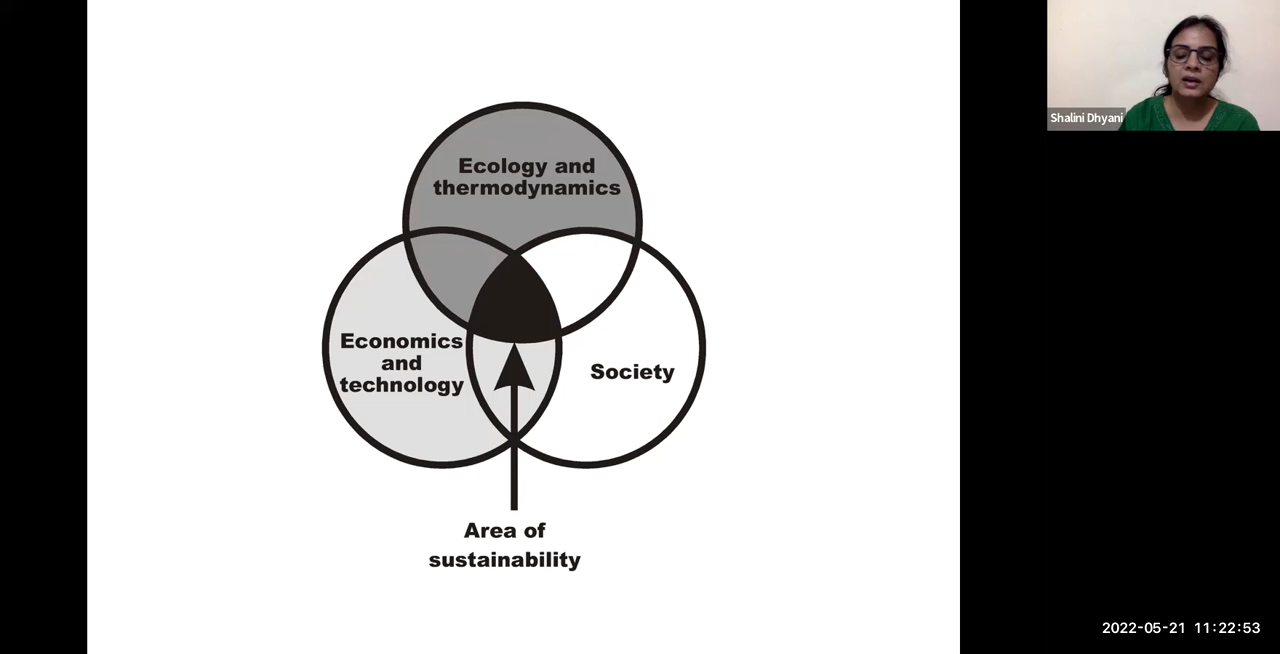 Ecology and
thermodynamics
Economics
and
technology
Society
Area of
sustainability
Shalini Dhyani
2022-05-21 11:22:53